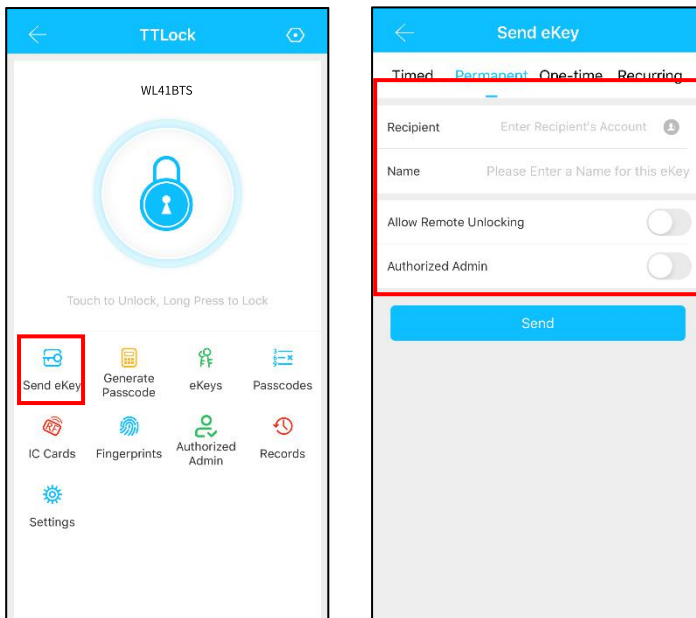 TTLock
WL41BTS
Touch to Unlock, Long Press to Lock
Send eKey
Generate
Passcode
eKeys
Passcodes
IC Cards
Fingerprints
Authorized
Admin
Records
Settings
Send eKey
Timed Permanent One-time Recurring
Recipient Enter Recipient's Account
Name Please Enter a Name for this eKey
Allow Remote Unlocking
Authorized Admin
Send